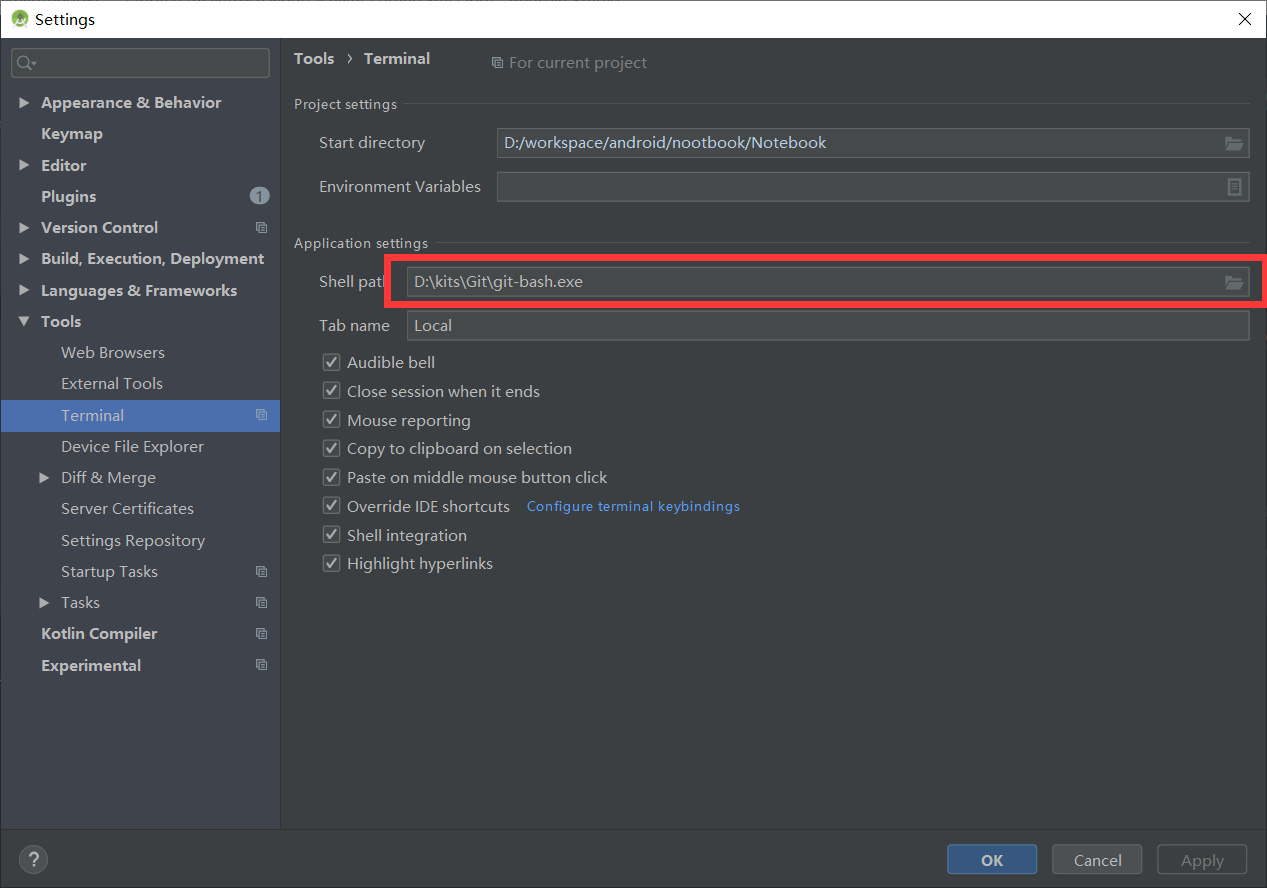 Settings
Tools › Terminal
For current project
Appearance & Behavior
Keymap
Editor
Plugins
1
Version Control
Build, Execution, Deployment
Languages & Frameworks
Tools
Web Browsers
External Tools
Terminal
Device File Explorer
Diff & Merge
Server Certificates
Settings Repository
Startup Tasks
Tasks
Kotlin Compiler
Experimental
Project settings
Start directory
D:/workspace/android/nootbook/Notebook
Environment Variables
Application settings
Shell path
D:\kits\Git\git-bash.exe
Tab name
Local
Audible bell
Close session when it ends
Mouse reporting
Copy to clipboard on selection
Paste on middle mouse button click
Override IDE shortcuts
Configure terminal keybindings
Shell integration
Highlight hyperlinks
?
OK
Cancel
Apply